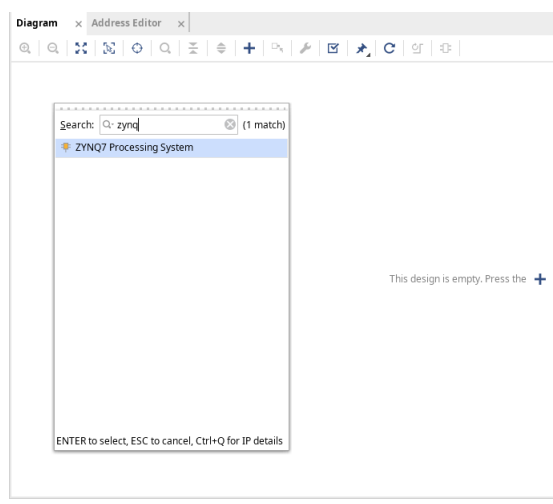 Diagram × Address Editor ×
Search: zynq (1 match)
ZYNQ7 Processing System
This design is empty. Press the
ENTER to select, ESC to cancel, Ctrl+Q for IP details